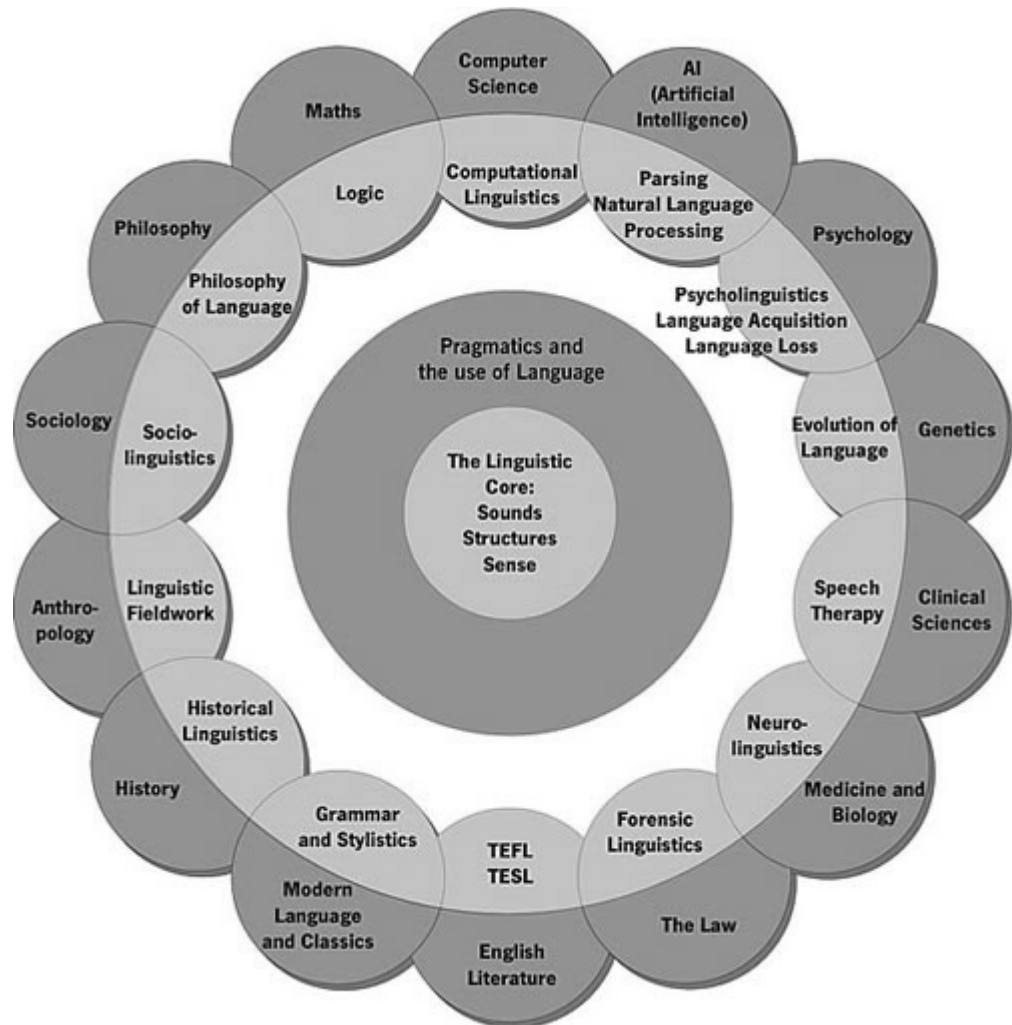 Computer
Science
AI
(Artificial
Intelligence)
Maths
Computational
Linguistics
Parsing
Natural Language
Processing
Logic
Philosophy
Psychology
Philosophy
of Language
Psycholinguistics
Language Acquisition
Language Loss
Pragmatics and
the use of Language
Sociology
Socio-
linguistics
Evolution of
Language
Genetics
The Linguistic
Core:
Sounds
Structures
Sense
Anthro-
pology
Linguistic
Fieldwork
Speech
Therapy
Clinical
Sciences
Historical
Linguistics
Neuro-
linguistics
History
Medicine and
Biology
Grammar
and Stylistics
TEFL
TESL
Forensic
Linguistics
Modern
Language
and Classics
English
Literature
The Law